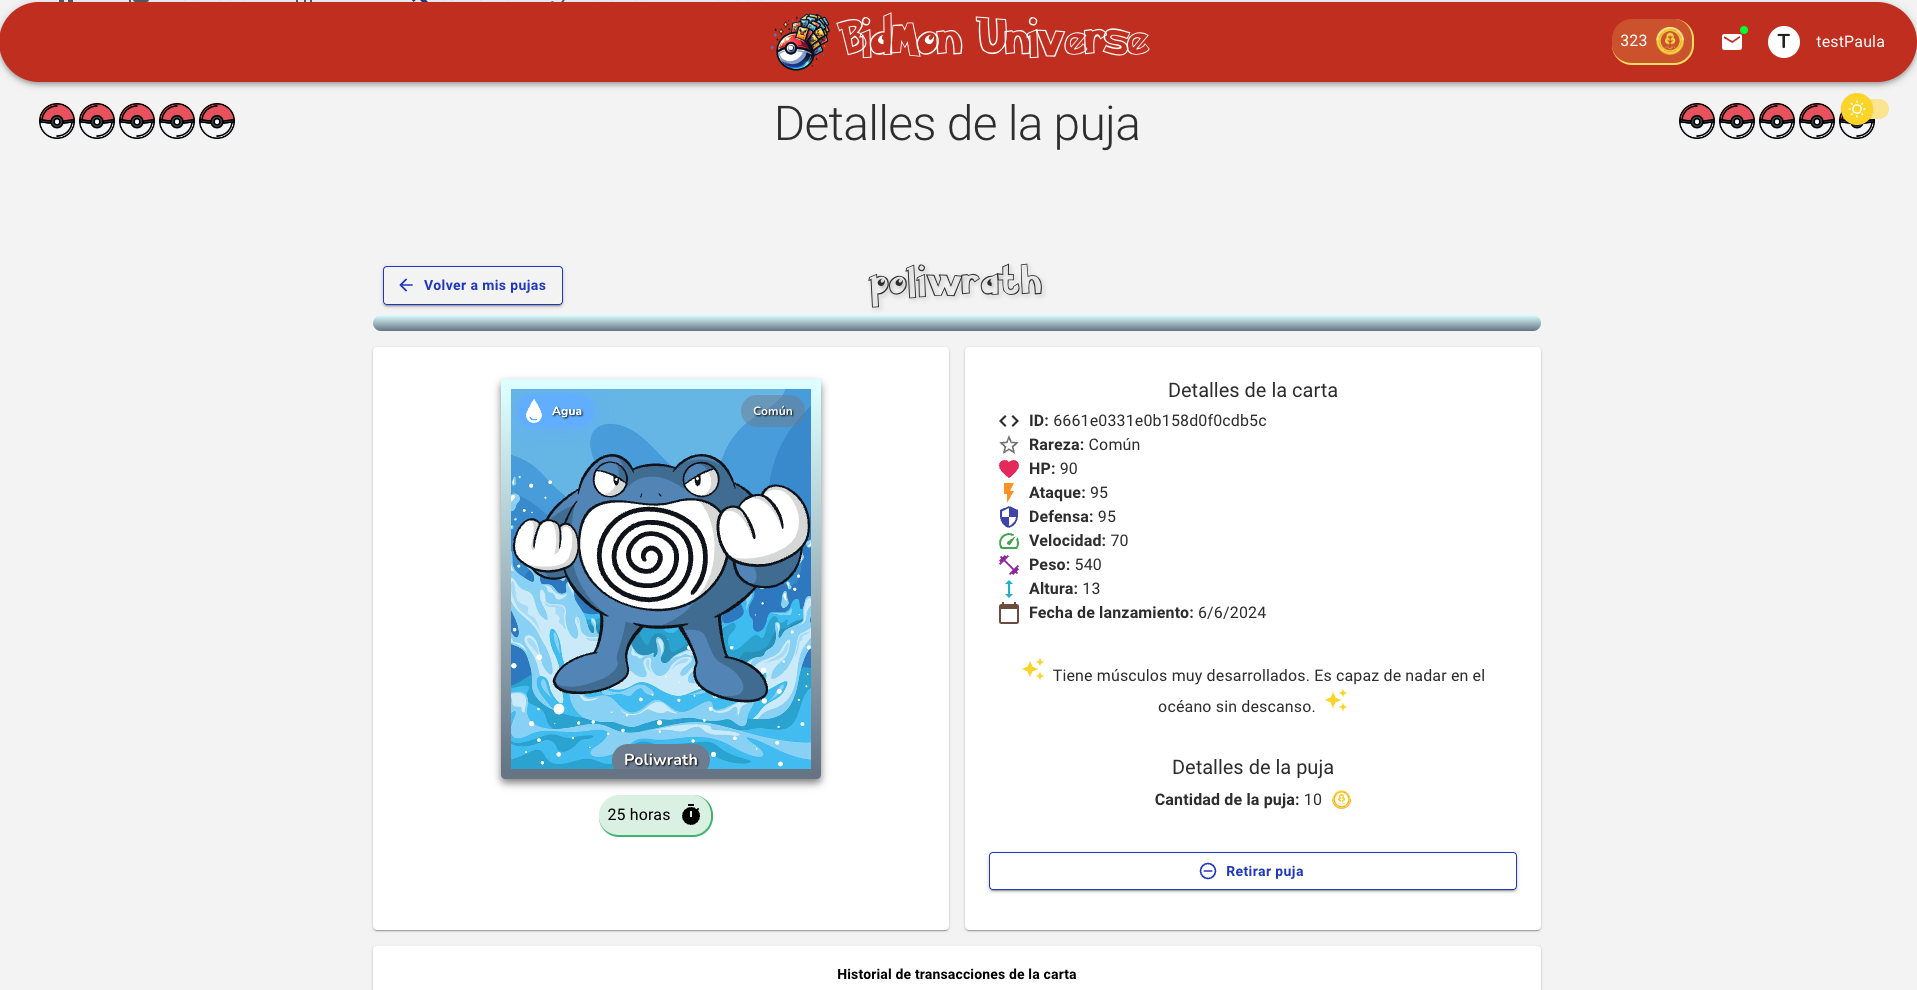 BidMon Universe
323
T
testPaula
Detalles de la puja
Volver a mis pujas
poliwrath
Agua
Común
Poliwrath
25 horas
Detalles de la carta
ID: 6661e0331e0b158d0f0cdb5c
Rareza: Común
HP: 90
Ataque: 95
Defensa: 95
Velocidad: 70
Peso: 540
Altura: 13
Fecha de lanzamiento: 6/6/2024
Tiene músculos muy desarrollados. Es capaz de nadar en el
océano sin descanso.
Detalles de la puja
Cantidad de la puja: 10
Retirar puja
Historial de transacciones de la carta